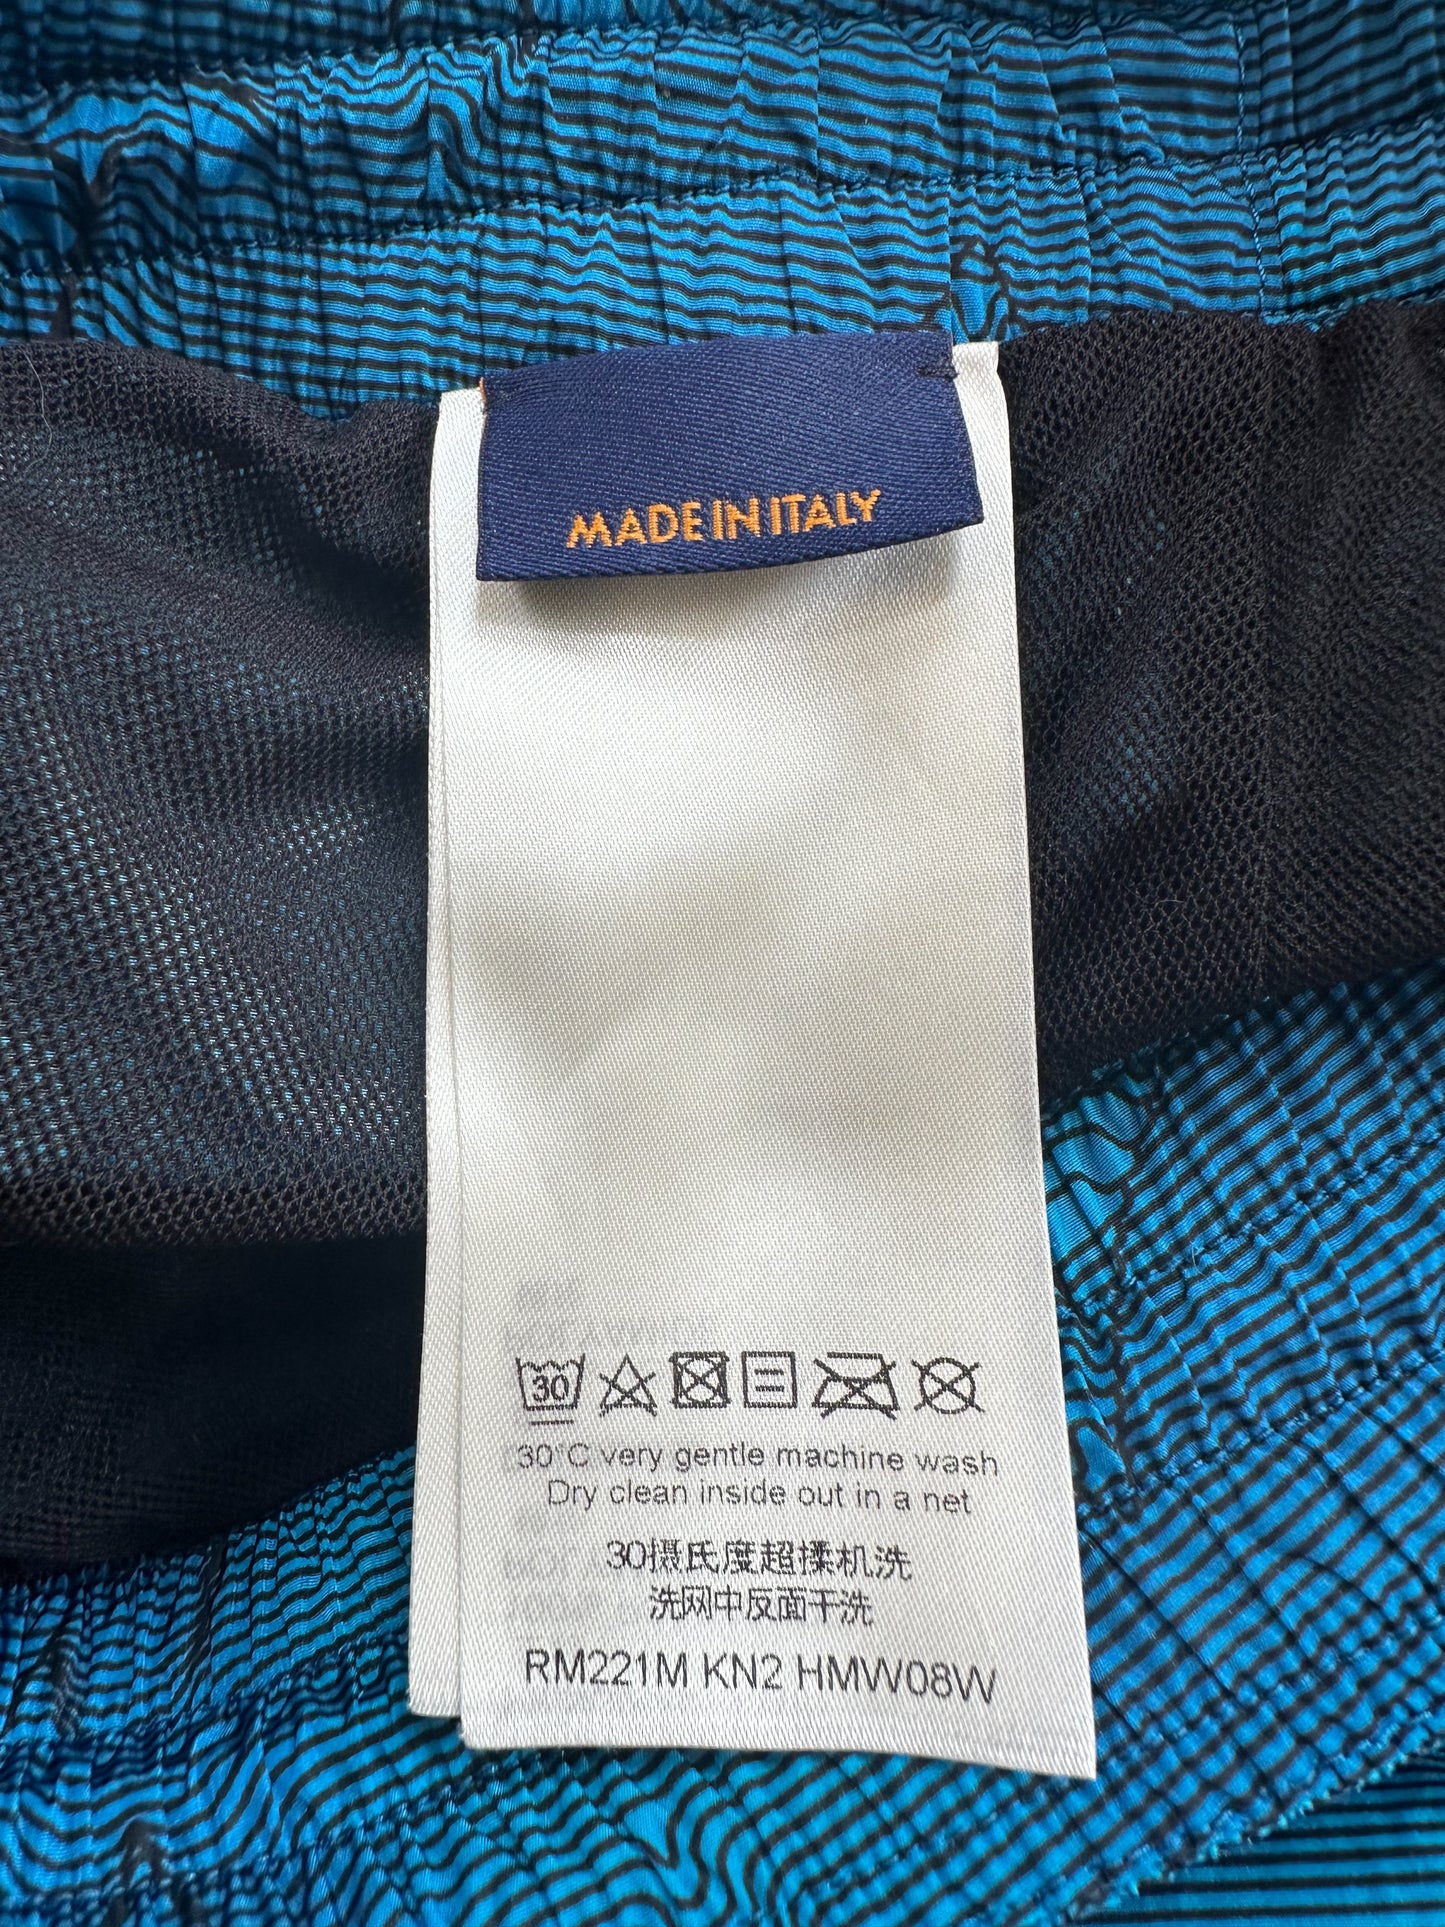 MADE IN ITALY
30
30°C very gentle machine wash
Dry clean inside out in a net
30摄氏度超揉机洗
洗网中反面干洗
RM221M KN2 HMW08W